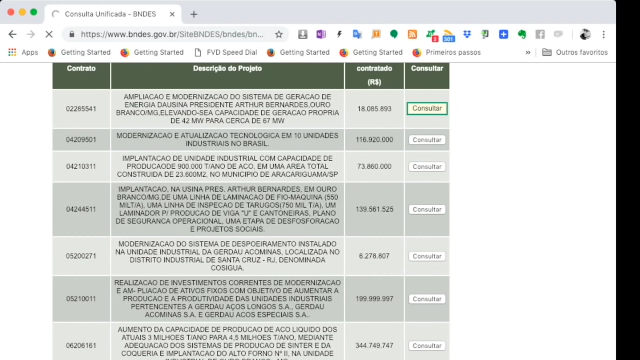 Consulta Unificada – BNDES
https://www.bndes.gov.br/SiteBNDES/bndes/bn...
Apps Getting Started Getting Started FVD Speed Dial Getting Started Primeiros passos » Outros favoritos
Contrato Descrição do Projeto contratado (R$) Consultar
02285541
AMPLIACAO E MODERNIZACAO DO SISTEMA DE GERACAO DE
ENERGIA DAUSINA PRESIDENTE ARTHUR BERNARDES,OURO
BRANCO/MG,ELEVANDO-SEA CAPACIDADE DE GERACAO PROPRIA
DE 42 MW PARA CERCA DE 67 MW
18.085.893 Consultar
04209501
MODERNIZACAO E ATUALIZACAO TECNOLOGICA EM 10 UNIDADES
INDUSTRIAIS NO BRASIL.
116.920.000 Consultar
04210311
IMPLANTACAO DE UNIDADE INDUSTRIAL COM CAPACIDADE DE
PRODUCAODE 900.000 T/ANO DE ACO, EM UMA AREA TOTAL
CONSTRUIDA DE 23.600M2, NO MUNICIPIO DE ARACARIGUAMA/SP
73.860.000 Consultar
04244511
IMPLANTACAO, NA USINA PRES. ARTHUR BERNARDES, EM OURO
BRANCO/MG,DE UMA LINHA DE LAMINACAO DE FIO-MAQUINA (550
MILT/A), UMA LINHA DE INSPECAO DE TARUGOS(750 MIL T/A), UM
LAMINADOR P/ PRODUCAO DE VIGA "U" E CANTONEIRAS, PLANO
DE SEGURANCA OPERACIONAL, UMA ETAPA DE DESFOSFORACAO
E PROJETOS SOCIAIS.
139.561.525 Consultar
05200271
MODERNIZACAO DO SISTEMA DE DESPOEIRAMENTO INSTALADO
NA UNIDADE INDUSTRIAL DA GERDAU ACOMINAS, LOCALIZADA NO
DISTRITO INDUSTRIAL DE SANTA CRUZ - RJ, DENOMINADA
COSIGUA.
6.278.807 Consultar
05210011
REALIZACAO DE INVESTIMENTOS CORRENTES DE MODERNIZACAO
E AM- PLIACAO DE ATIVOS FIXOS COM OBJETIVO DE AUMENTAR A
PRODUCAO E A PRODUTIVIDADE DAS UNIDADES INDUSTRIAIS
PERTENCENTES A GERDAU AÇOS LONGOS S.A., GERDAU
ACOMINAS S.A. E GERDAU ACOS ESPECIAIS S.A..
199.999.997 Consultar
06206161
AUMENTO DA CAPACIDADE DE PRODUCAO DE ACO LIQUIDO DOS
ATUAIS 3 MILHOES T/ANO PARA 4,5 MILHOES T/ANO, MEDIANTE
ADEQUACAO DOS SISTEMAS DE PRODUCAO DE SINTER E DA
COQUERIA E IMPLANTACAO DO ALTO FORNO Nº II, NA UNIDADE
344.749.747 Consultar